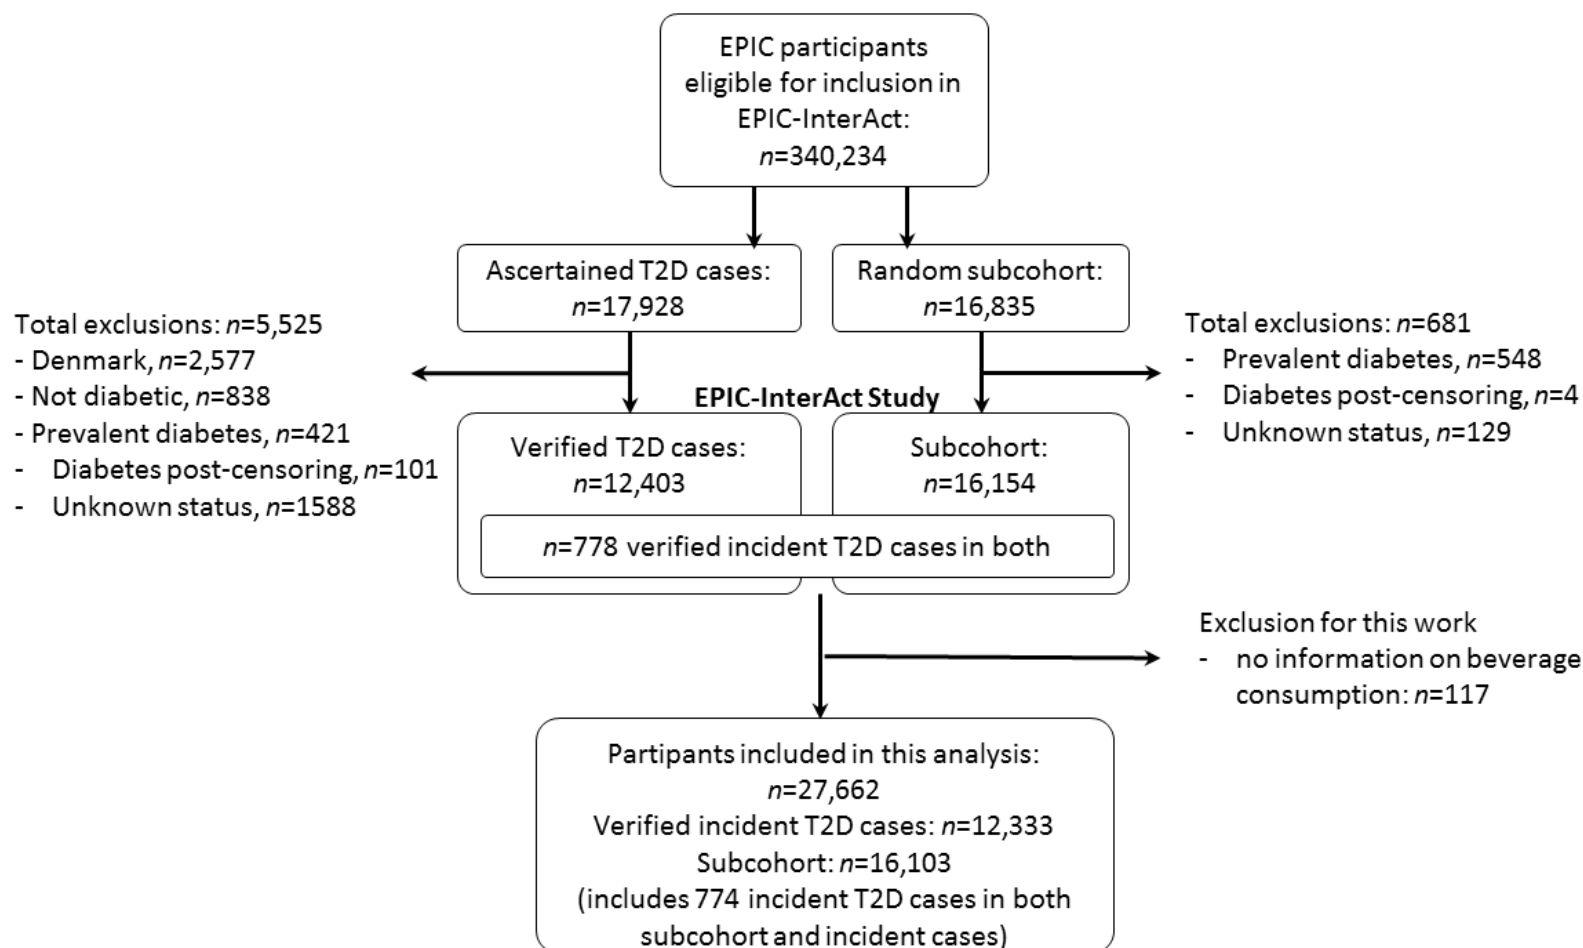 EPIC participants
eligible for inclusion in
EPIC-InterAct:
n=340,234
Ascertained T2D cases:
n=17,928
Random subcohort:
n=16,835
Total exclusions: n=5,525
- Denmark, n=2,577
- Not diabetic, n=838
- Prevalent diabetes, n=421
- Diabetes post-censoring, n=101
- Unknown status, n=1588
Total exclusions: n=681
- Prevalent diabetes, n=548
- Diabetes post-censoring, n=4
- Unknown status, n=129
EPIC-InterAct Study
Verified T2D cases:
n=12,403
Subcohort:
n=16,154
n=778 verified incident T2D cases in both
Exclusion for this work
- no information on beverage
consumption: n=117
Partipants included in this analysis:
n=27,662
Verified incident T2D cases: n=12,333
Subcohort: n=16,103
(includes 774 incident T2D cases in both
subcohort and incident cases)